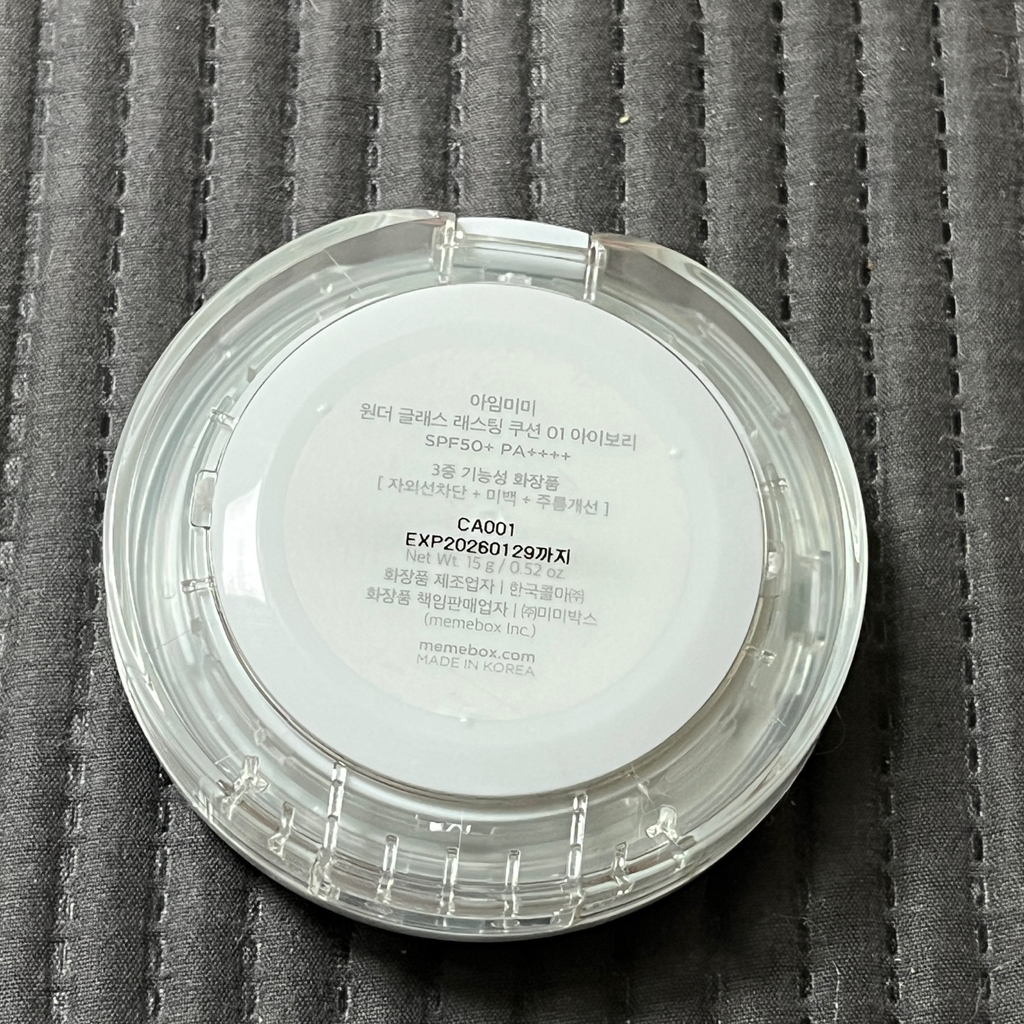 아임미미
원더 글래스 래스팅 쿠션 01 아이보리
SPF50+ PA++++
3중 기능성 화장품
[ 자외선차단 + 미백 + 주름개선 ]
CA001
EXP20260129까지
Net Wt. 15 g / 0.52 oz.
화장품 제조업자 | 한국콜마㈜
화장품 책임판매업자 | ㈜미미박스
(memebox Inc.)
memebox.com
MADE IN KOREA